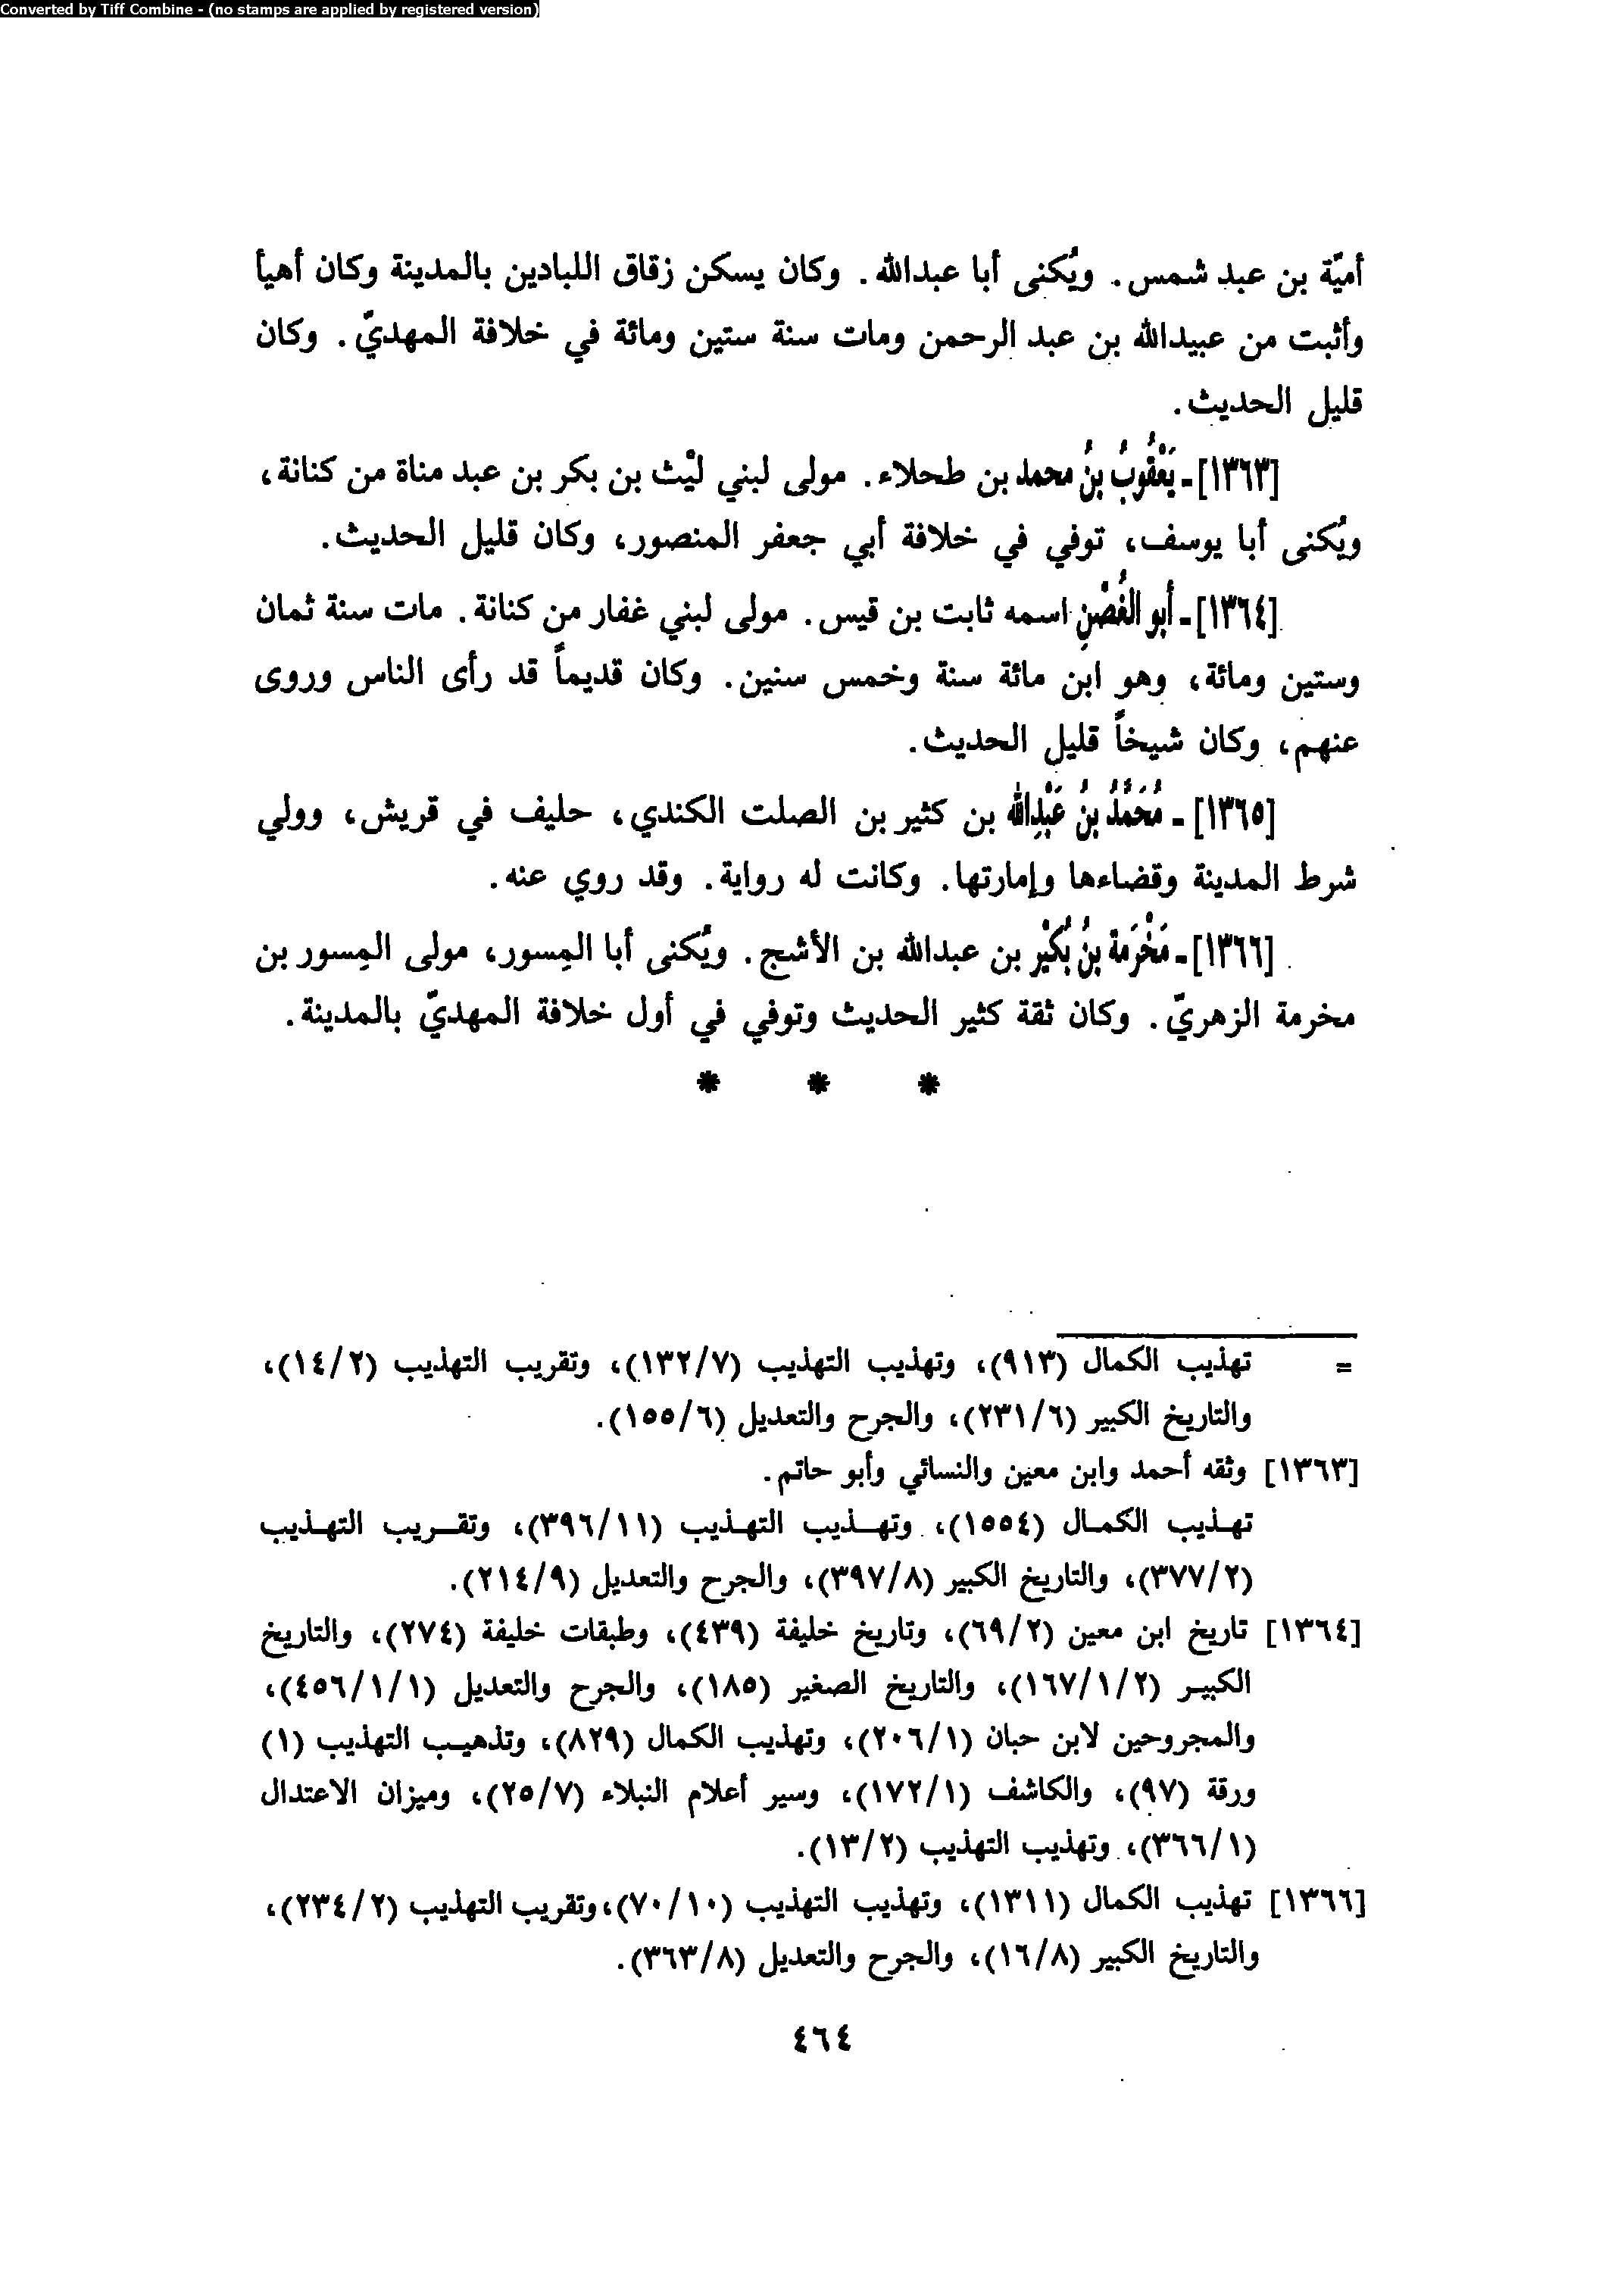 Converted by Tiff Combine - (no stamps are applied by registered version)
أميّة بن عبد شمس. ويُكنى أبا عبدالله. وكان يسكن زقاق اللبادين بالمدينة وكان أهيأ
وأثبت من عبيدالله بن عبد الرحمن ومات سنة ستين ومائة في خلافة المهديّ. وكان
قليل الحديث.
[١٣٦٣]- يَعْقُوبُ بنُ محمد بن طحلاء. مولى لبني ليْث بن بكر بن عبد مناة من كنانة،
ويُكنى أبا يوسف، توفي في خلافة أبي جعفر المنصور، وكان قليل الحديث.
[١٣٦٤]- أَبو الغُصْنِ اسمه ثابت بن قيس. مولى لبني غفار من كنانة. مات سنة ثمان
وستين ومائة، وهو ابن مائة سنة وخمس سنين. وكان قديماً قد رأى الناس وروى
عنهم، وكان شيخاً قليل الحديث.
[١٣٦٥]- مُحَمَّدُ بنُ عَبْدِالله بن كثير بن الصلت الكندي، حليف في قريش، وولي
شرط المدينة وقضاءها وإمارتها. وكانت له رواية. وقد روي عنه.
[١٣٦٦]- مَخْرَمَة بنُ بُكَيْر بن عبدالله بن الأشج. ويُكنى أبا المِسور، مولى المِسور بن
مخرمة الزهريّ. وكان ثقة كثير الحديث وتوفي في أول خلافة المهديّ بالمدينة.
* * *
= تهذيب الكمال (٩١٣)، وتهذيب التهذيب (١٣٢/٧)، وتقريب التهذيب (١٤/٢)،
والتاريخ الكبير (٢٣١/٦)، والجرح والتعديل (١٥٥/٦).
[١٣٦٣] وثقه أحمد وابن معين والنسائي وأبو حاتم.
تهذيب الكمال (١٥٥٤)، وتهذيب التهذيب (٣٩٦/١١)، وتقريب التهذيب
(٣٧٧/٢)، والتاريخ الكبير (٣٩٧/٨)، والجرح والتعديل (٢١٤/٩).
[١٣٦٤] تاريخ ابن معين (٦٩/٢)، وتاريخ خليفة (٤٣٩)، وطبقات خليفة (٢٧٤)، والتاريخ
الكبير (١٦٧/١/٢)، والتاريخ الصغير (١٨٥)، والجرح والتعديل (٤٥٦/١/١)،
والمجروحين لابن حبان (٢٠٦/١)، وتهذيب الكمال (٨٢٩)، وتذهيب التهذيب (١)
ورقة (٩٧)، والكاشف (١٧٢/١)، وسير أعلام النبلاء (٢٥/٧)، وميزان الاعتدال
(٣٦٦/١)، وتهذيب التهذيب (١٣/٢).
[١٣٦٦] تهذيب الكمال (١٣١١)، وتهذيب التهذيب (٧٠/١٠)، وتقريب التهذيب (٢٣٤/٢)،
والتاريخ الكبير (١٦/٨)، والجرح والتعديل (٣٦٣/٨).
٤٦٤